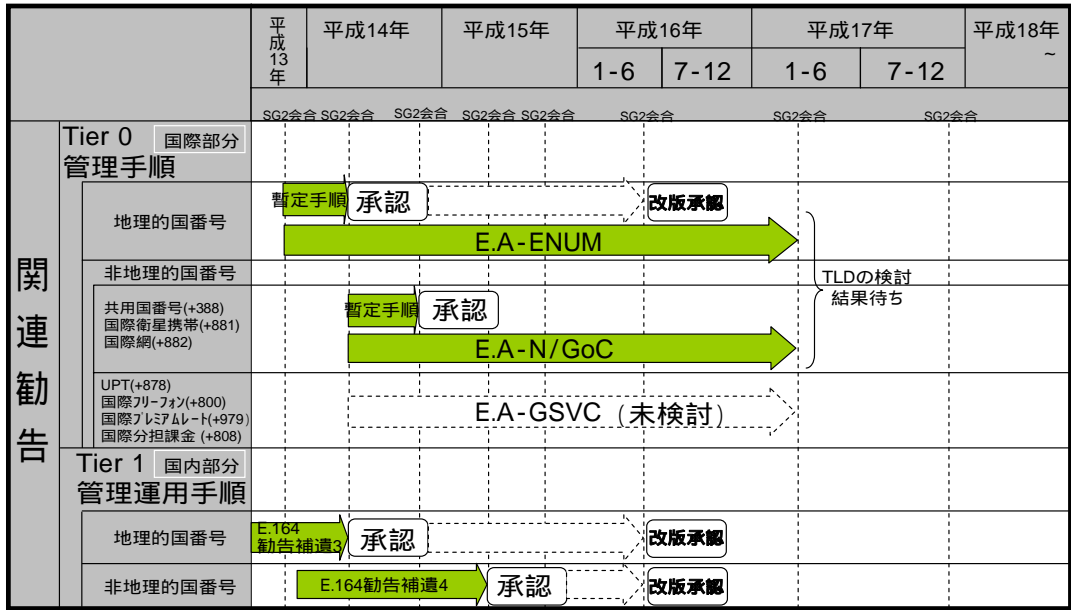 平成13年
平成14年
平成15年
平成16年
平成17年
平成18年
~
1-6
7-12
1-6
7-12
SG2会合 SG2会合 SG2会合 SG2会合 SG2会合 SG2会合 SG2会合 SG2会合
関連勧告
Tier 0 国際部分
管理手順
地理的国番号
暫定手順
承認
改版承認
E.A-ENUM
非地理的国番号
共用国番号(+388)
国際衛星携帯(+881)
国際網(+882)
暫定手順
承認
E.A-N/GoC
TLDの検討
結果待ち
UPT(+878)
国際フリーフォン(+800)
国際プレミアムレート(+979)
国際分担課金 (+808)
E.A-GSVC (未検討)
Tier 1 国内部分
管理運用手順
地理的国番号
E.164
勧告補遺3
承認
改版承認
非地理的国番号
E.164勧告補遺4
承認
改版承認